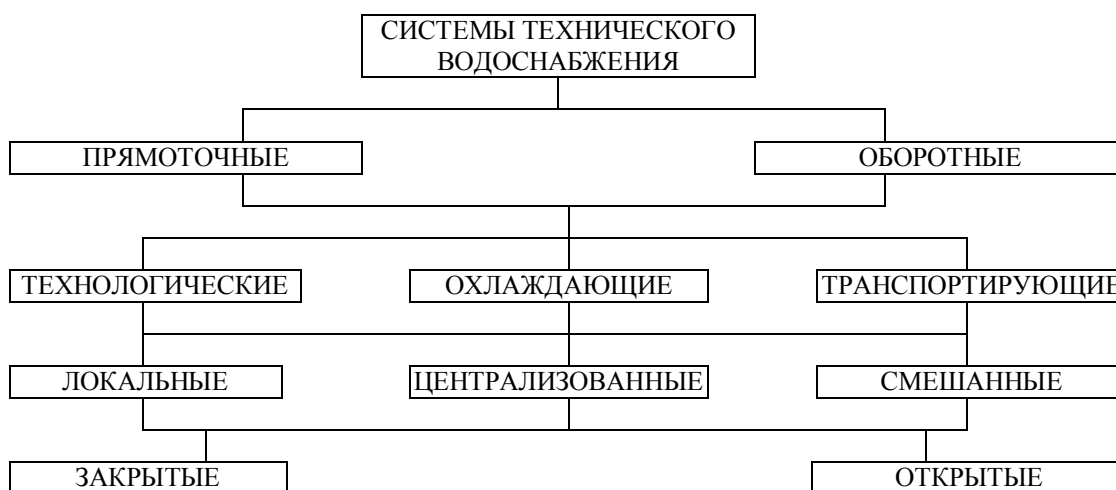 СИСТЕМЫ ТЕХНИЧЕСКОГО
ВОДОСНАБЖЕНИЯ
ПРЯМОТОЧНЫЕ
ОБОРОТНЫЕ
ТЕХНОЛОГИЧЕСКИЕ
ОХЛАЖДАЮЩИЕ
ТРАНСПОРТИРУЮЩИЕ
ЛОКАЛЬНЫЕ
ЦЕНТРАЛИЗОВАННЫЕ
СМЕШАННЫЕ
ЗАКРЫТЫЕ
ОТКРЫТЫЕ